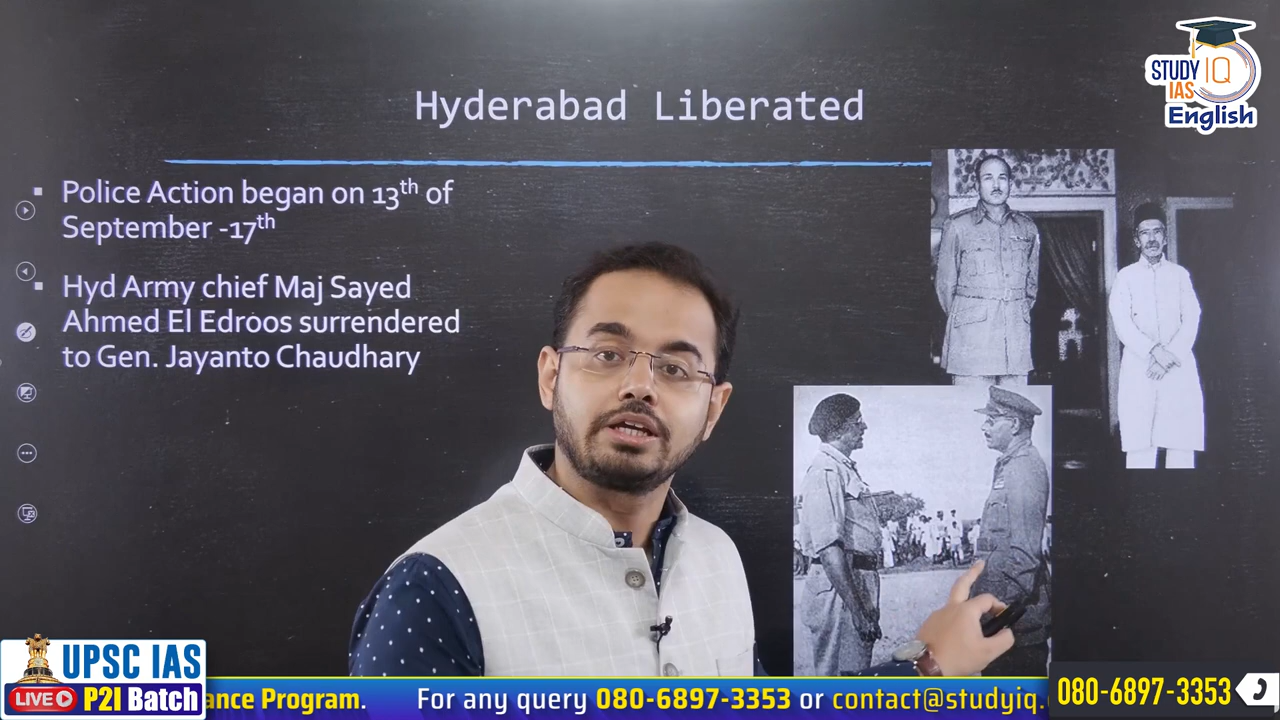 Hyderabad Liberated
STUDY IQ
IAS
English
Police Action began on 13th of
September -17th
Hyd Army chief Maj Sayed
Ahmed El Edroos surrendered
to Gen. Jayanto Chaudhary
UPSC IAS
LIVE P2I Batch
ance Program. For any query 080-6897-3353 or contact@studyiq.
080-6897-3353